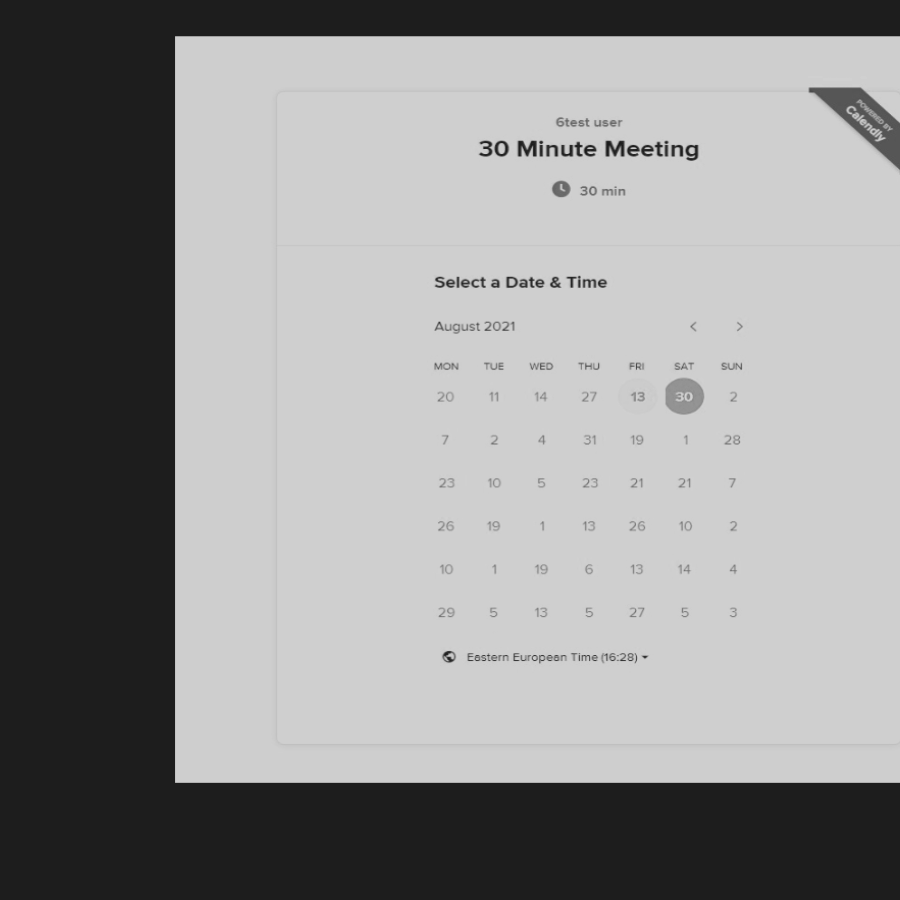 POWERED BY
Calendly
6test user
30 Minute Meeting
30 min
Select a Date & Time
August 2021
MON TUE WED THU FRI SAT SUN
20 11 14 27 13 30 2
7 2 4 31 19 1 28
23 10 5 23 21 21 7
26 19 1 13 26 10 2
10 1 19 6 13 14 4
29 5 13 5 27 5 3
Eastern European Time (16:28)